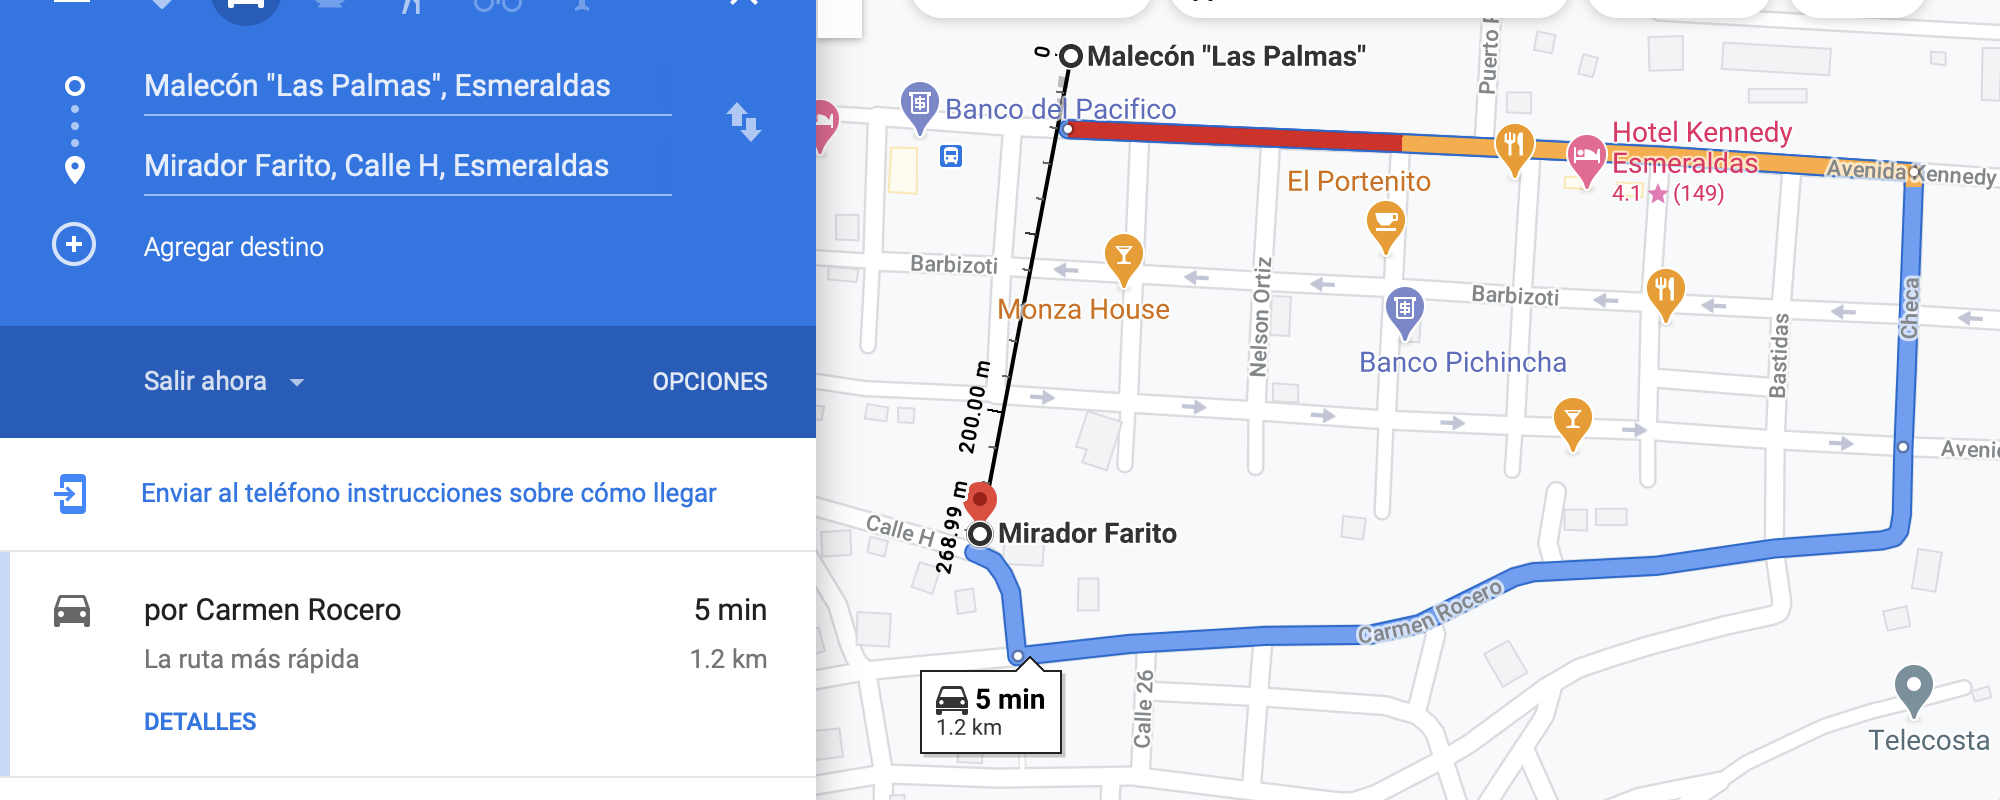 Malecón "Las Palmas", Esmeraldas
Mirador Farito, Calle H, Esmeraldas
Agregar destino
Salir ahora
OPCIONES
Enviar al teléfono instrucciones sobre cómo llegar
por Carmen Rocero
5 min
La ruta más rápida
1.2 km
DETALLES
0
Malecón "Las Palmas"
Puerto
Banco del Pacifico
Hotel Kennedy
Esmeraldas
4.1 ★ (149)
Avenida Kennedy
El Portenito
Barbizoti
Monza House
Nelson Ortiz
Barbizoti
Banco Pichincha
Bastidas
Checa
200.00 m
268.99 m
Calle H
Mirador Farito
Carmen Rocero
5 min
1.2 km
Calle 26
Telecosta